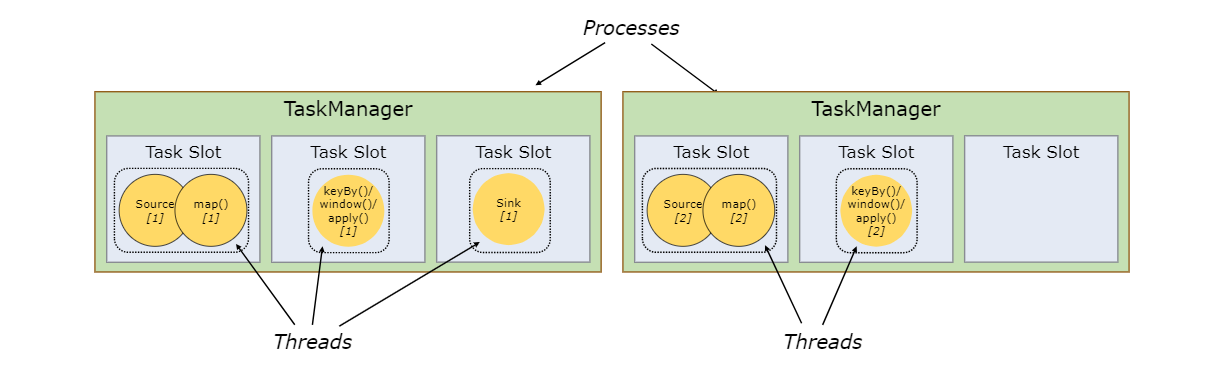 Processes
TaskManager
Task Slot
Source
[1]
map()
[1]
Task Slot
keyBy()/
window()/
apply()
[1]
Task Slot
Sink
[1]
TaskManager
Task Slot
Source
[2]
map()
[2]
Task Slot
keyBy()/
window()/
apply()
[2]
Task Slot
Threads
Threads